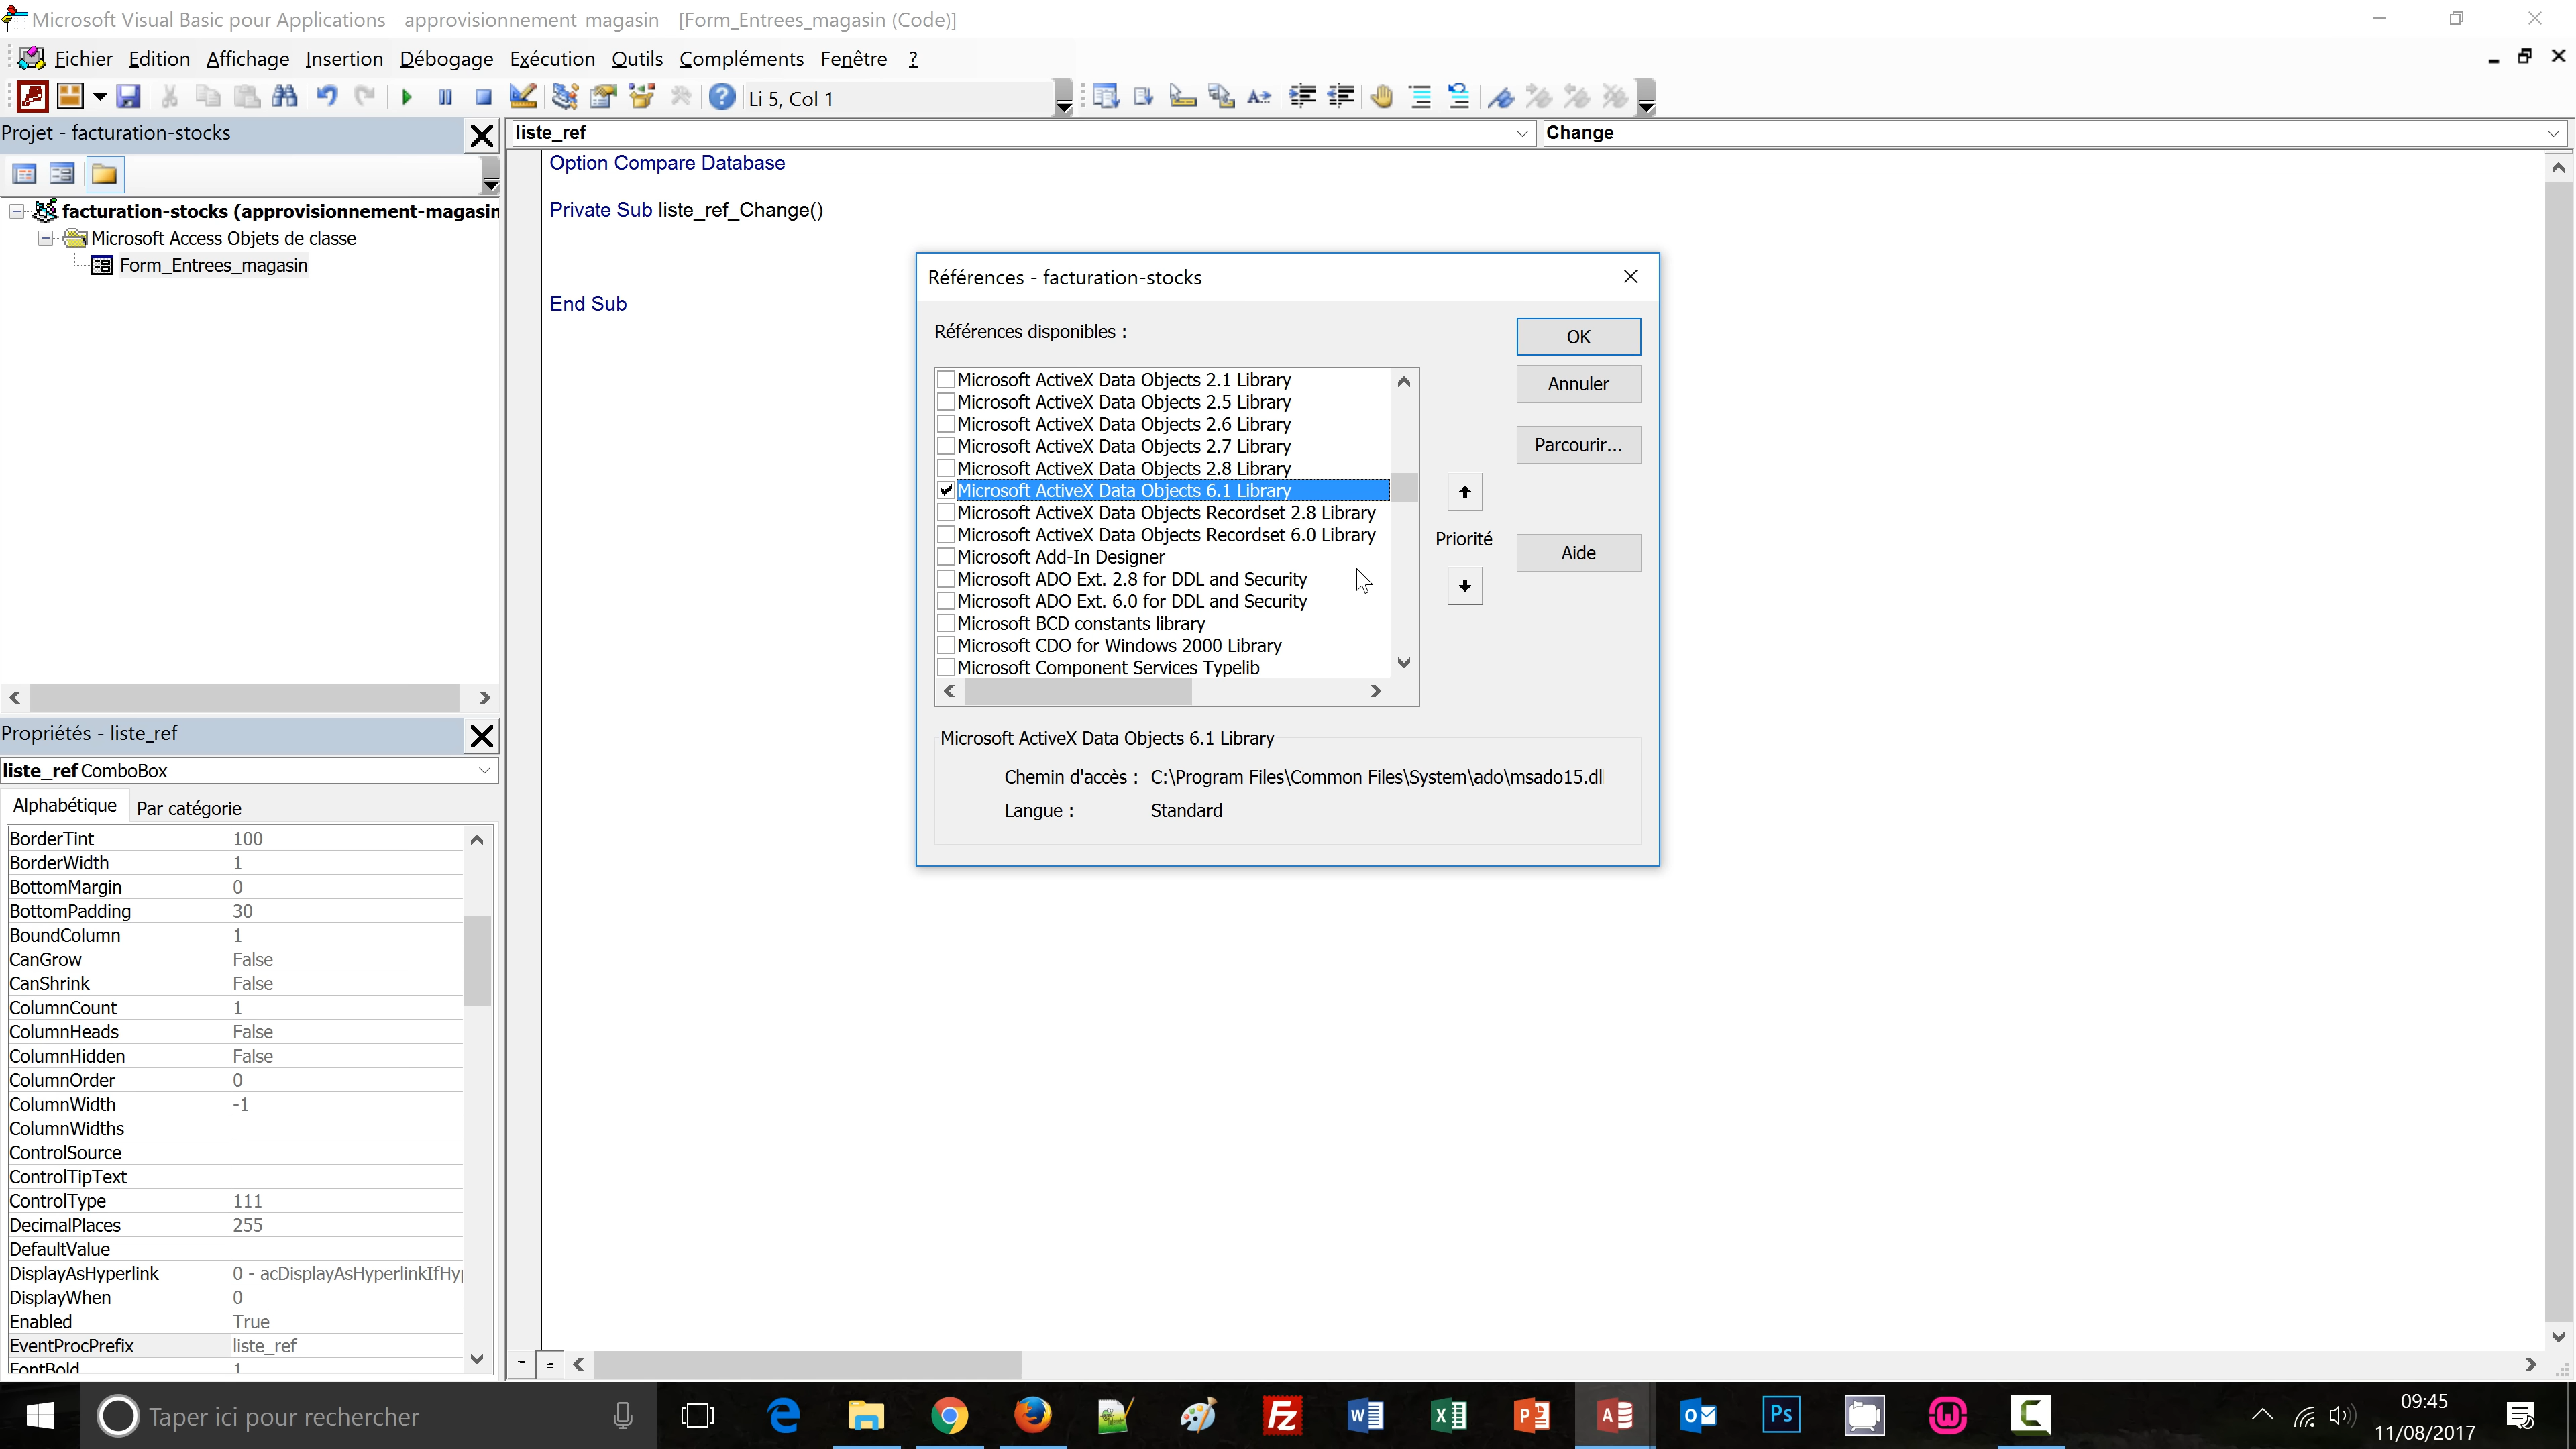 Microsoft Visual Basic pour Applications - approvisionnement-magasin - [Form_Entrees_magasin (Code)]
Fichier Edition Affichage Insertion Débogage Exécution Outils Compléments Fenêtre ?
Li 5, Col 1
Projet - facturation-stocks
facturation-stocks (approvisionnement-magasin
Microsoft Access Objets de classe
Form_Entrees_magasin
liste_ref
Change
Option Compare Database
Private Sub liste_ref_Change()
End Sub
Références - facturation-stocks
Références disponibles :
Microsoft ActiveX Data Objects 2.1 Library
Microsoft ActiveX Data Objects 2.5 Library
Microsoft ActiveX Data Objects 2.6 Library
Microsoft ActiveX Data Objects 2.7 Library
Microsoft ActiveX Data Objects 2.8 Library
Microsoft ActiveX Data Objects 6.1 Library
Microsoft ActiveX Data Objects Recordset 2.8 Library
Microsoft ActiveX Data Objects Recordset 6.0 Library
Microsoft Add-In Designer
Microsoft ADO Ext. 2.8 for DDL and Security
Microsoft ADO Ext. 6.0 for DDL and Security
Microsoft BCD constants library
Microsoft CDO for Windows 2000 Library
Microsoft Component Services Typelib
OK
Annuler
Parcourir...
Priorité
Aide
Microsoft ActiveX Data Objects 6.1 Library
Chemin d'accès : C:\Program Files\Common Files\System\ado\msado15.dl
Langue : Standard
Propriétés - liste_ref
liste_ref ComboBox
Alphabétique Par catégorie
BorderTint 100
BorderWidth 1
BottomMargin 0
BottomPadding 30
BoundColumn 1
CanGrow False
CanShrink False
ColumnCount 1
ColumnHeads False
ColumnHidden False
ColumnOrder 0
ColumnWidth -1
ColumnWidths
ControlSource
ControlTipText
ControlType 111
DecimalPlaces 255
DefaultValue
DisplayAsHyperlink 0 - acDisplayAsHyperlinkIfHyp
DisplayWhen 0
Enabled True
EventProcPrefix liste_ref
FontBold 1
Taper ici pour rechercher
09:45
11/08/2017